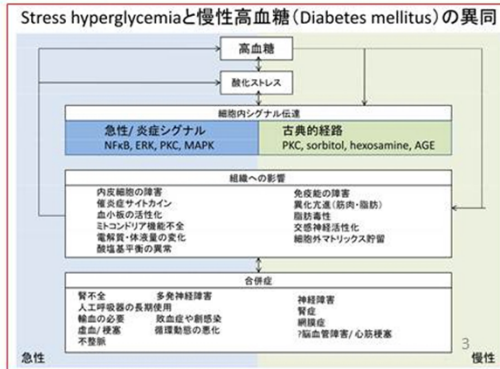 Stress hyperglycemiaと慢性高血糖(Diabetes mellitus)の異同
高血糖
酸化ストレス
細胞内シグナル伝達
急性/ 炎症シグナル
NFκB, ERK, PKC, MAPK
古典的経路
PKC, sorbitol, hexosamine, AGE
組織への影響
内皮細胞の障害
催炎症サイトカイン
血小板の活性化
ミトコンドリア機能不全
電解質・体液量の変化
酸塩基平衡の異常
免疫能の障害
異化亢進(筋肉・脂肪)
脂肪毒性
交感神経活性化
細胞外マトリックス貯留
合併症
腎不全 多発神経障害
人工呼吸器の長期使用
輸血の必要 敗血症や創感染
虚血/ 梗塞 循環動態の悪化
不整脈
神経障害
腎症
網膜症
?脳血管障害/ 心筋梗塞
急性
慢性
3